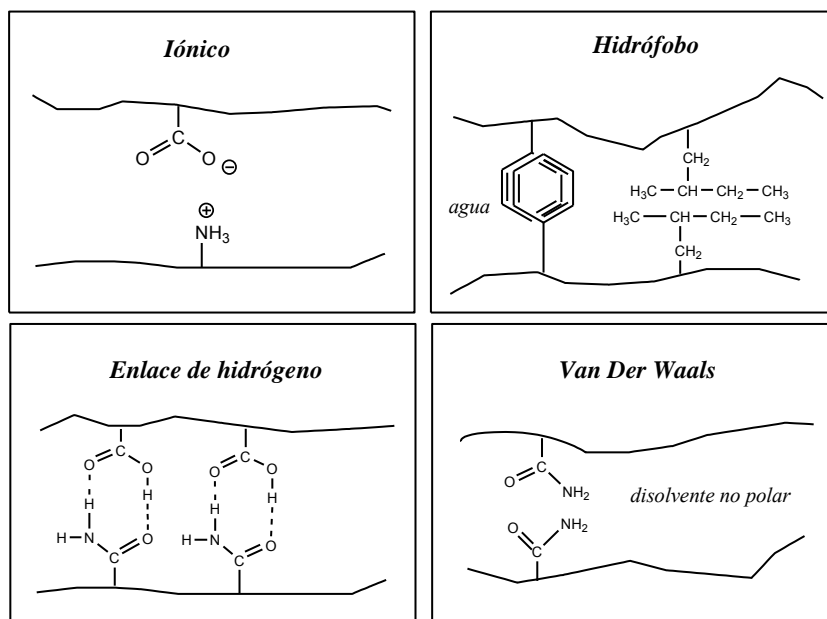 Iónico
C
O
O
⊖
⊕
NH3
Hidrófobo
CH2
H3C CH CH2 CH3
agua
H3C CH CH2 CH3
CH2
Enlace de hidrógeno
C C
O O O O
H H H H
H N O H N O
C C
Van Der Waals
C
O NH2
disolvente no polar
O NH2
C